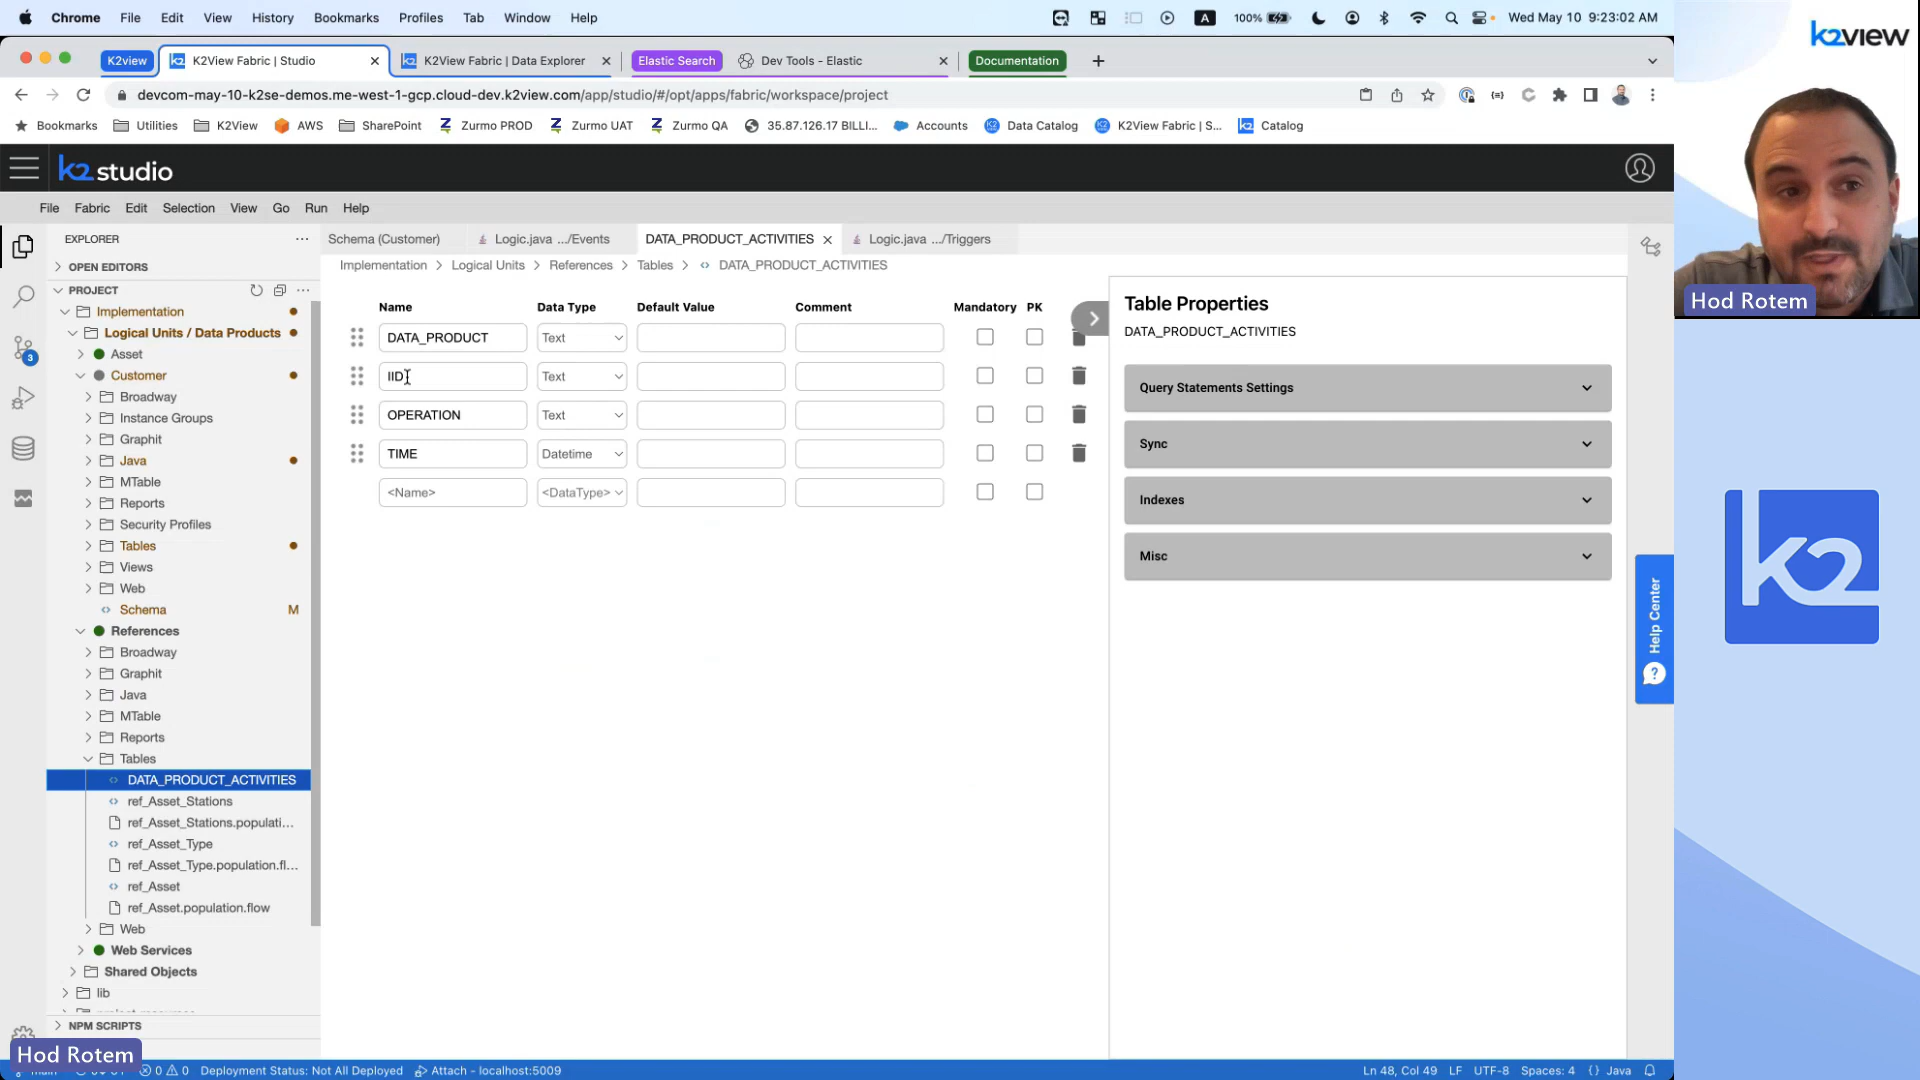 Chrome File Edit View History Bookmarks Profiles Tab Window Help A 100% Wed May 10 9:23:02 AM
K2view K2View Fabric | Studio K2View Fabric | Data Explorer Elastic Search Dev Tools - Elastic Documentation
devcom-may-10-k2se-demos.me-west-1-gcp.cloud-dev.k2view.com/app/studio/#/opt/apps/fabric/workspace/project
Bookmarks Utilities K2View AWS SharePoint Zurmo PROD Zurmo UAT Zurmo QA 35.87.126.17 BILLI... Accounts Data Catalog K2View Fabric | S... Catalog
k2studio
File Fabric Edit Selection View Go Run Help
EXPLORER
OPEN EDITORS
PROJECT
Implementation
Logical Units / Data Products
Asset
Customer
Broadway
Instance Groups
Graphit
Java
MTable
Reports
Security Profiles
Tables
Views
Web
Schema M
References
Broadway
Graphit
Java
MTable
Reports
Tables
DATA_PRODUCT_ACTIVITIES
ref_Asset_Stations
ref_Asset_Stations.populati...
ref_Asset_Type
ref_Asset_Type.population.fl...
ref_Asset
ref_Asset.population.flow
Web
Web Services
Shared Objects
lib
NPM SCRIPTS
3
Schema (Customer) Logic.java .../Events DATA_PRODUCT_ACTIVITIES Logic.java .../Triggers
Implementation > Logical Units > References > Tables > DATA_PRODUCT_ACTIVITIES
Name Data Type Default Value Comment Mandatory PK
DATA_PRODUCT Text
IID Text
OPERATION Text
TIME Datetime
<Name> <DataType>
Table Properties
DATA_PRODUCT_ACTIVITIES
Query Statements Settings
Sync
Indexes
Misc
Help Center
?
k2view
Hod Rotem
k2
Hod Rotem
Deployment Status: Not All Deployed Attach - localhost:5009 Ln 48, Col 49 LF UTF-8 Spaces: 4 {} Java